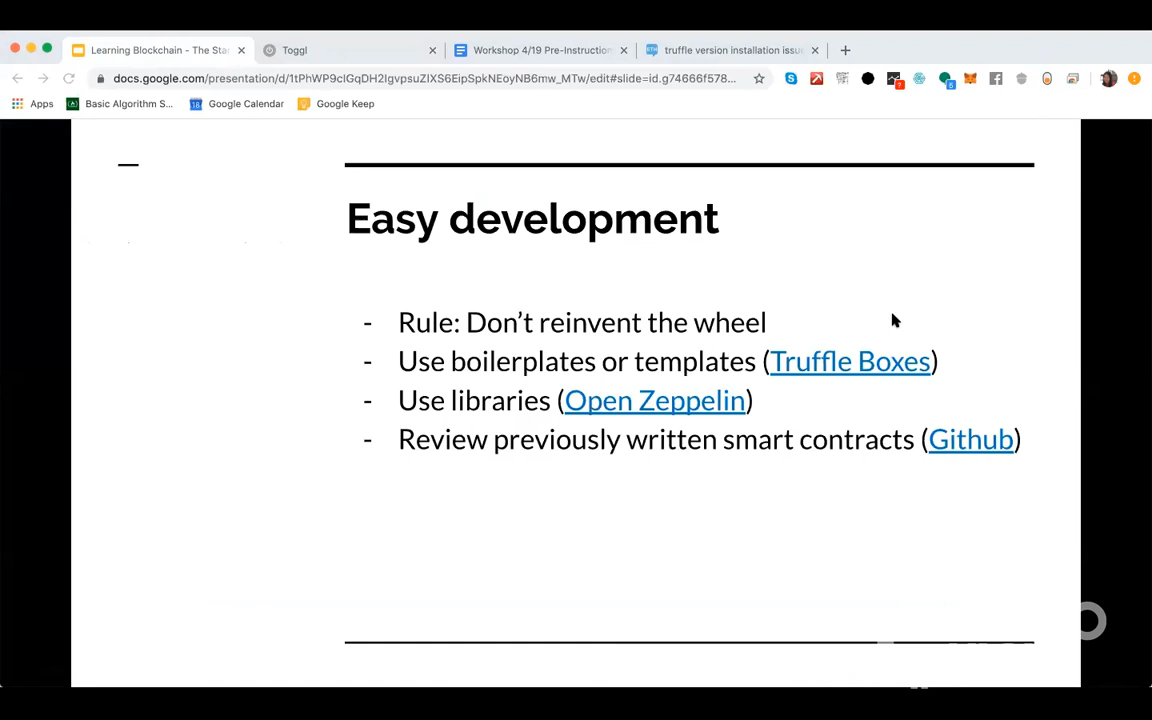 Learning Blockchain - The Sta
Toggl
Workshop 4/19 Pre-Instruction
truffle version installation issu
docs.google.com/presentation/d/1tPhWP9cIGqDH2IgvpsuZIXS6EipSpkNEoyNB6mw_MTw/edit#slide=id.g74666f578...
Apps
Basic Algorithm S...
Google Calendar
Google Keep
Easy development
- Rule: Don't reinvent the wheel
- Use boilerplates or templates (Truffle Boxes)
- Use libraries (Open Zeppelin)
- Review previously written smart contracts (Github)